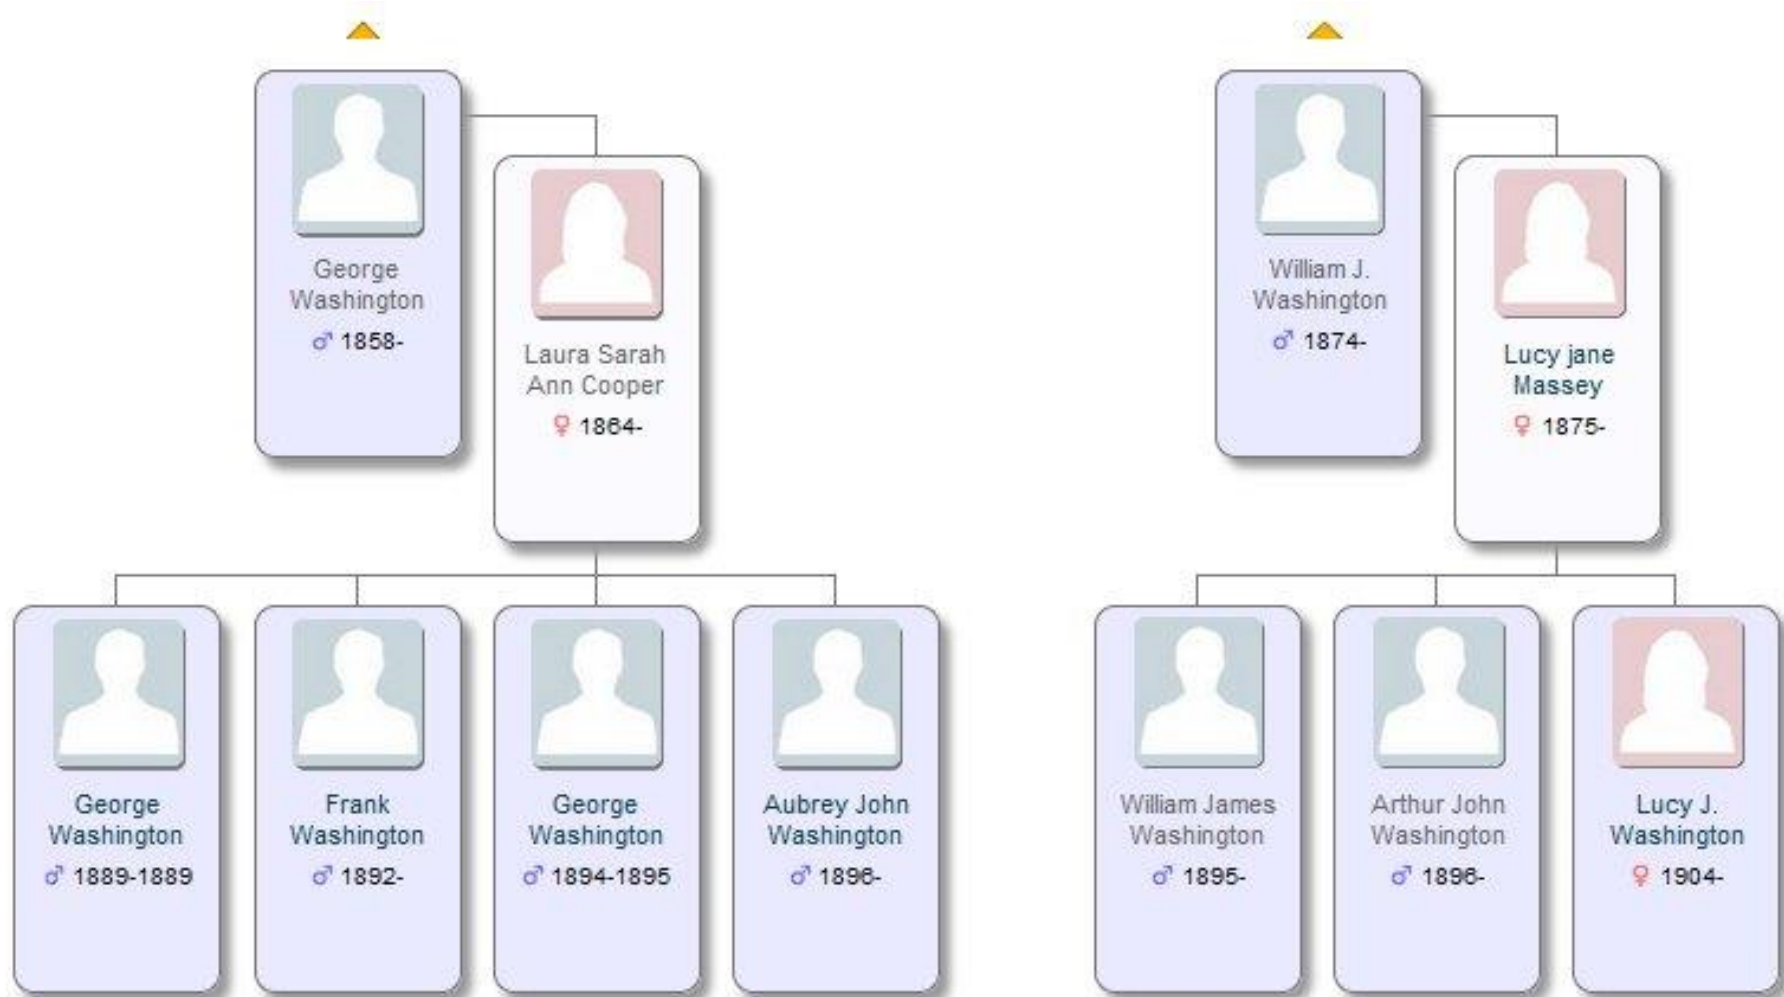 George
Washington
♂ 1858-
Laura Sarah
Ann Cooper
♀ 1864-
William J.
Washington
♂ 1874-
Lucy jane
Massey
♀ 1875-
George
Washington
♂ 1889-1889
Frank
Washington
♂ 1892-
George
Washington
♂ 1894-1895
Aubrey John
Washington
♂ 1896-
William James
Washington
♂ 1895-
Arthur John
Washington
♂ 1896-
Lucy J.
Washington
♀ 1904-